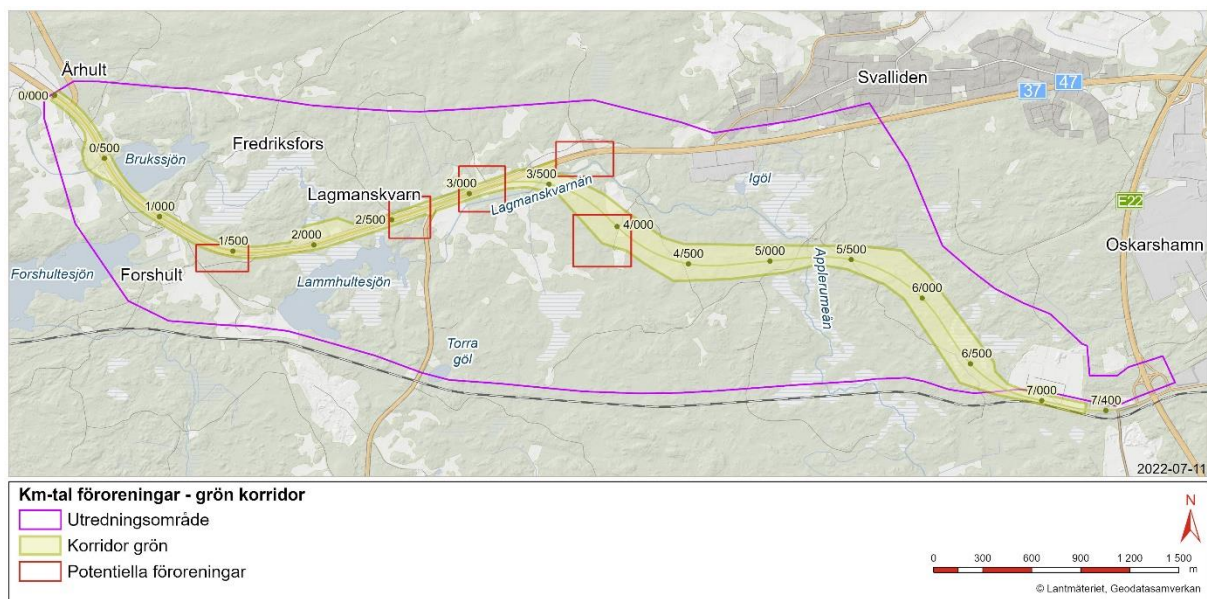 Århult
0/000
Svalliden
37
47
0/500
Brukssjön
Fredriksfors
3/500
3/000
Lagmanskvarnån
Igöl
Lagmanskvarn
E22
1/000
2/500
4/000
Oskarshamn
1/500
2/000
4/500
5/000
5/500
Forshultesjön
Forshult
Lammhultesjön
Applerumeån
6/000
Torra
göl
6/500
7/000
7/400
2022-07-11
Km-tal föroreningar - grön korridor
Utredningsområde
Korridor grön
Potentiella föroreningar
N
0 300 600 900 1 200 1 500
m
© Lantmäteriet, Geodatasamverkan